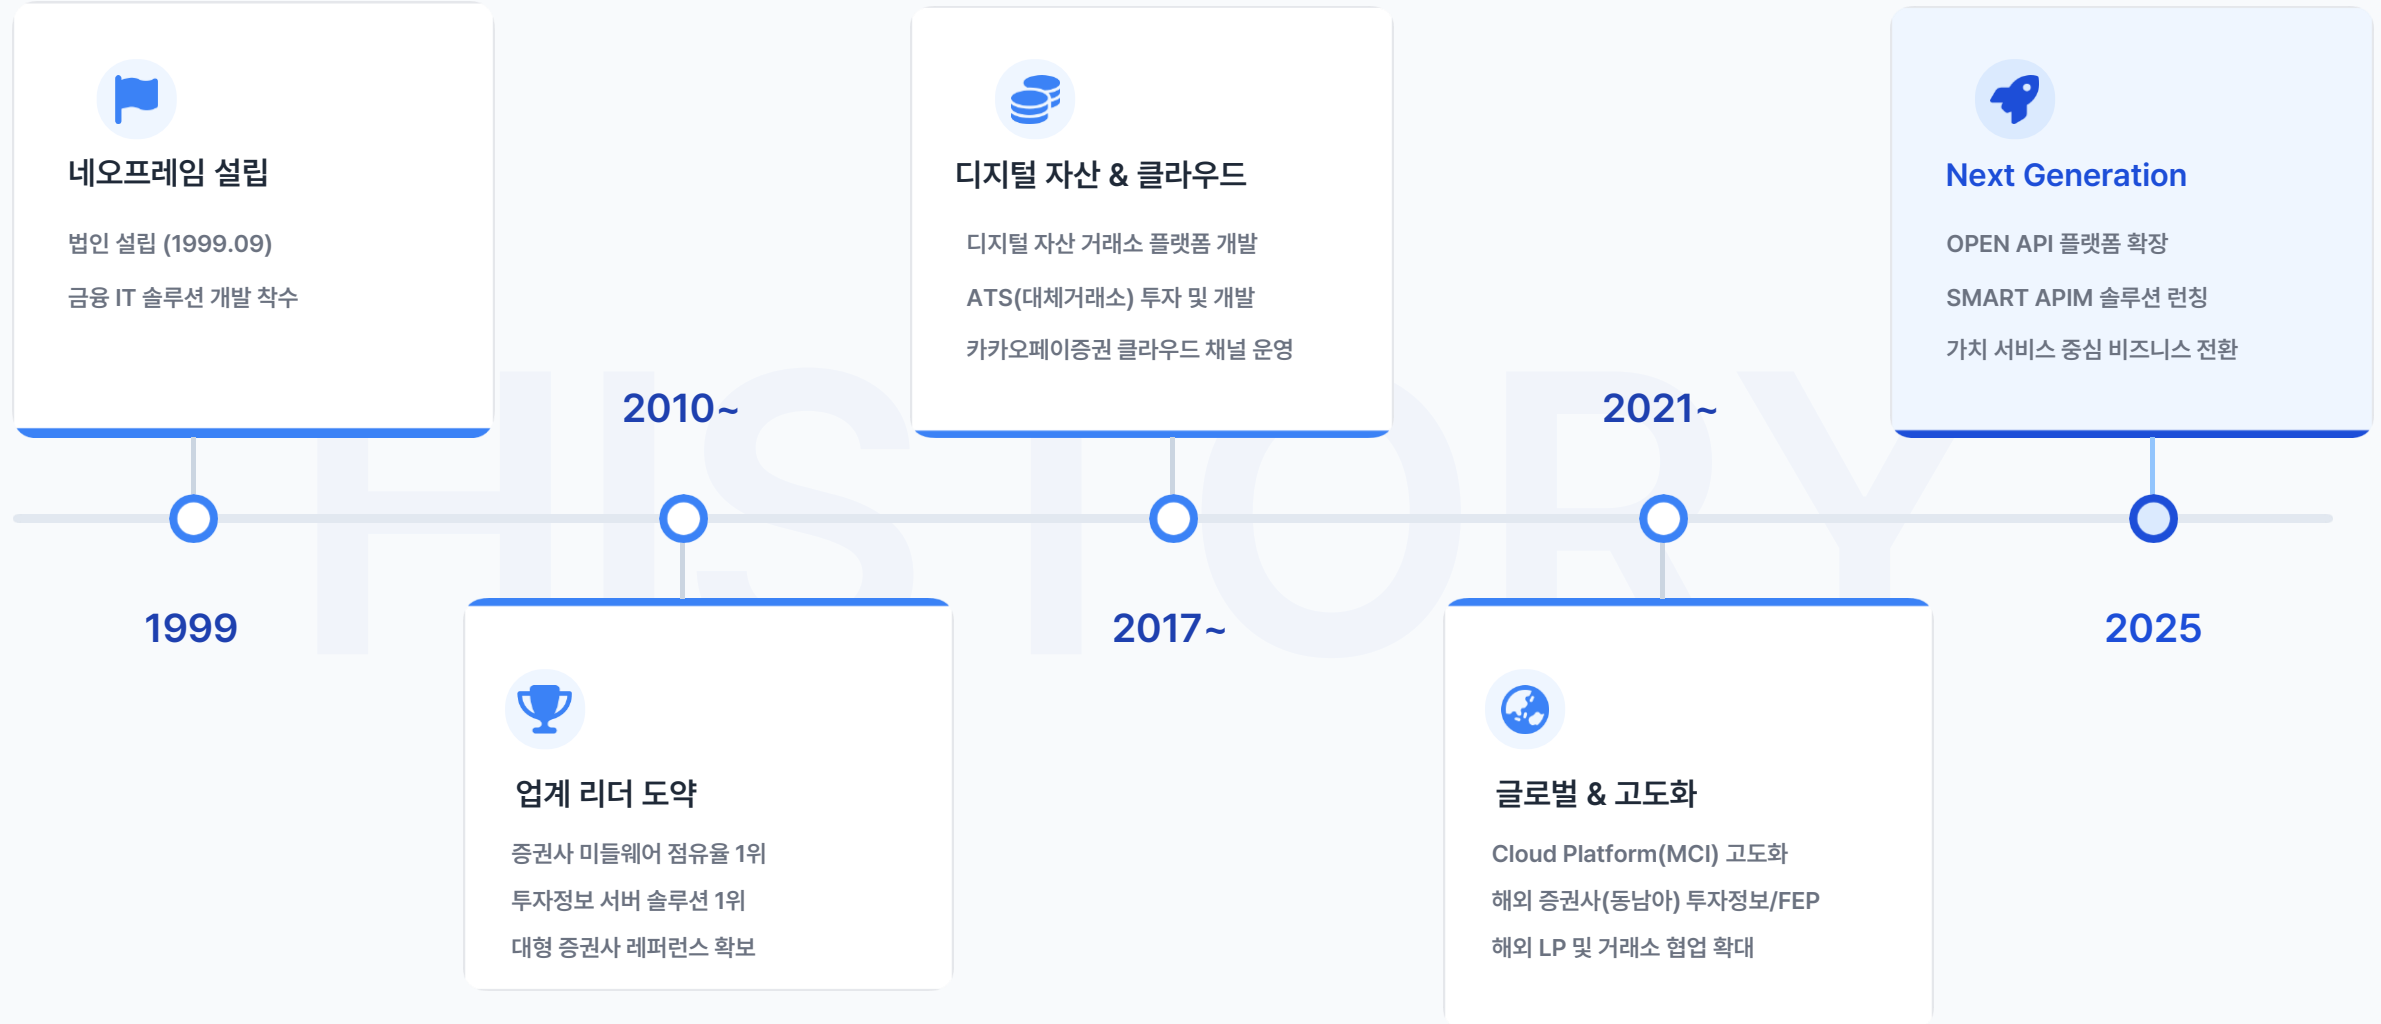 네오프레임 설립
법인 설립 (1999.09)
금융 IT 솔루션 개발 착수
1999
2010~
업계 리더 도약
증권사 미들웨어 점유율 1위
투자정보 서버 솔루션 1위
대형 증권사 레퍼런스 확보
디지털 자산 & 클라우드
디지털 자산 거래소 플랫폼 개발
ATS(대체거래소) 투자 및 개발
카카오페이증권 클라우드 채널 운영
2017~
2021~
글로벌 & 고도화
Cloud Platform(MCI) 고도화
해외 증권사(동남아) 투자정보/FEP
해외 LP 및 거래소 협업 확대
Next Generation
OPEN API 플랫폼 확장
SMART APIM 솔루션 런칭
가치 서비스 중심 비즈니스 전환
2025
HISTORY